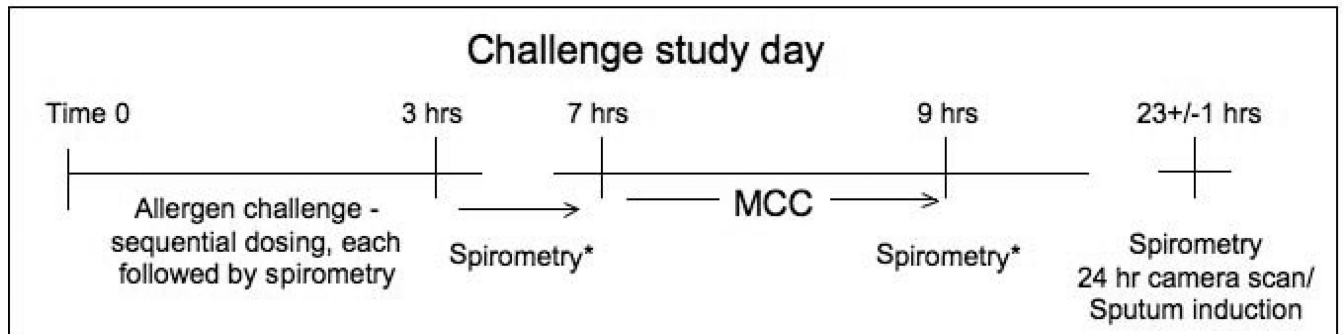 Challenge study day
Time 0
3 hrs
7 hrs
9 hrs
23+/-1 hrs
Allergen challenge -
sequential dosing, each
followed by spirometry
Spirometry*
MCC
Spirometry*
Spirometry
24 hr camera scan/
Sputum induction